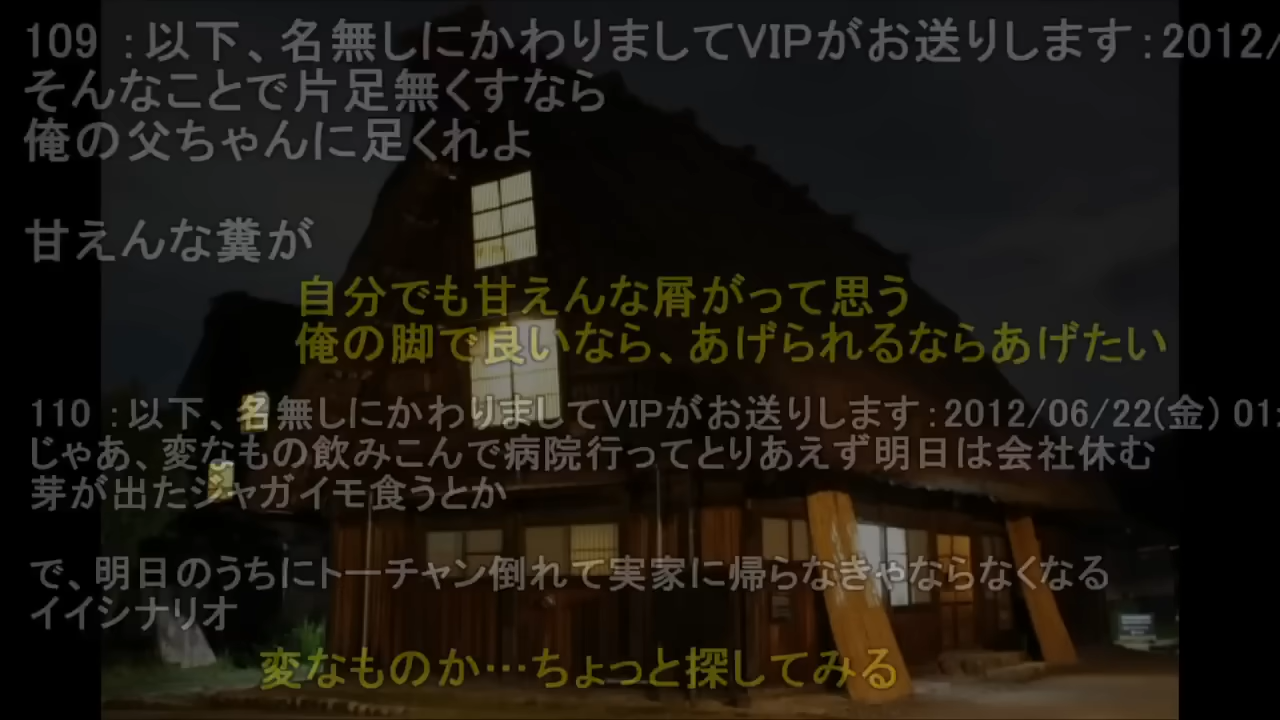 109 ：以下、名無しにかわりましてVIPがお送りします：2012/
そんなことで片足無くすなら
俺の父ちゃんに足くれよ
甘えんな糞が
自分でも甘えんな屑がって思う
俺の脚で良いなら、あげられるならあげたい
110 ：以下、名無しにかわりましてVIPがお送りします：2012/06/22(金) 01:
じゃあ、変なもの飲みこんで病院行ってとりあえず明日は会社休む
芽が出たジャガイモ食うとか
で、明日のうちにトーチャン倒れて実家に帰らなきゃならなくなる
イイシナリオ
変なものか…ちょっと探してみる